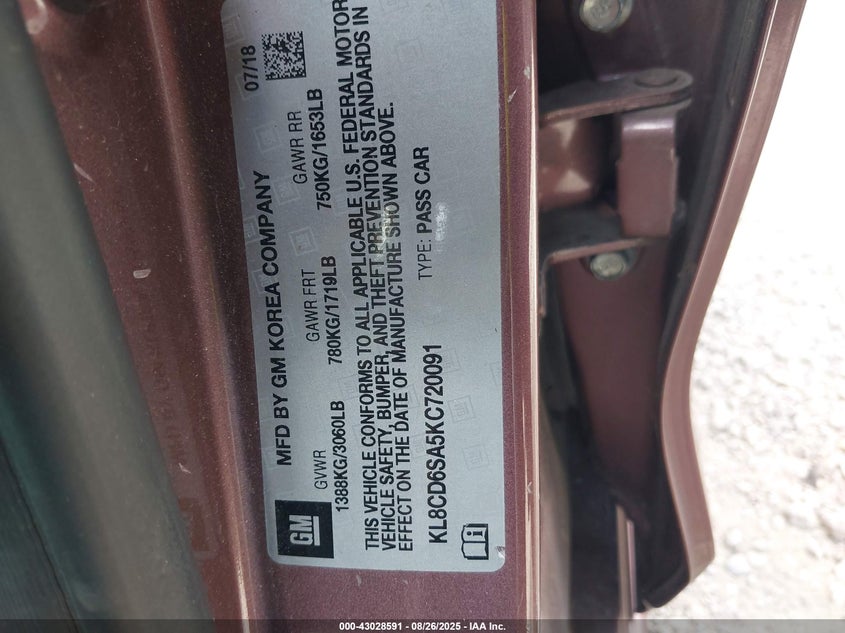 MFD BY GM KOREA COMPANY
07/18
GM
GVWR
GAWR FRT
GAWR RR
1388KG/3060LB
780KG/1719LB
750KG/1653LB
THIS VEHICLE CONFORMS TO ALL APPLICABLE U.S. FEDERAL MOTOR
VEHICLE SAFETY, BUMPER, AND THEFT PREVENTION STANDARDS IN
EFFECT ON THE DATE OF MANUFACTURE SHOWN ABOVE.
KL8CD6SA5KC720091
TYPE: PASS CAR
000-43028591 - 08/26/2025 - IAA Inc.